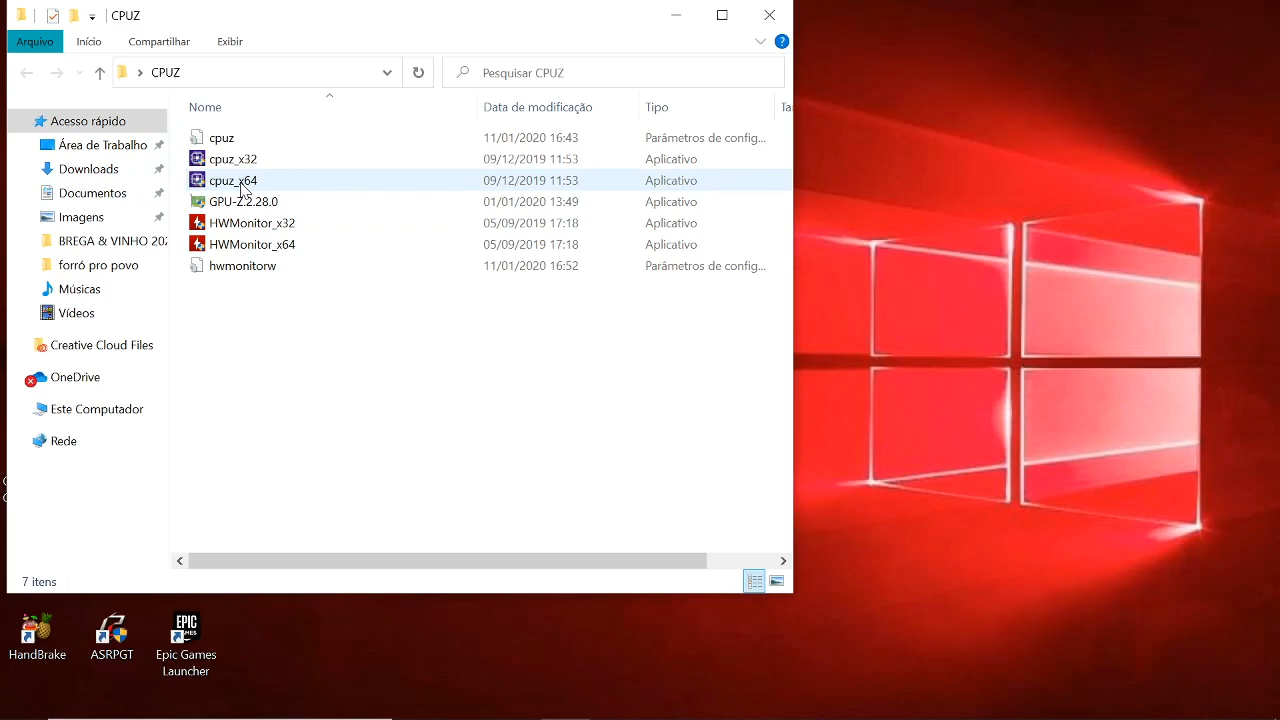 CPUZ
Arquivo Início Compartilhar Exibir
CPUZ Pesquisar CPUZ
Nome Data de modificação Tipo Ta
Acesso rápido
Área de Trabalho
Downloads
Documentos
Imagens
BREGA & VINHO 202
forró pro povo
Músicas
Vídeos
Creative Cloud Files
OneDrive
Este Computador
Rede
cpuz 11/01/2020 16:43 Parâmetros de config...
cpuz_x32 09/12/2019 11:53 Aplicativo
cpuz_x64 09/12/2019 11:53 Aplicativo
GPU-Z.2.28.0 01/01/2020 13:49 Aplicativo
HWMonitor_x32 05/09/2019 17:18 Aplicativo
HWMonitor_x64 05/09/2019 17:18 Aplicativo
hwmonitorw 11/01/2020 16:52 Parâmetros de config...
7 itens
EPIC
GAMES
HandBrake
ASRPGT
Epic Games
Launcher